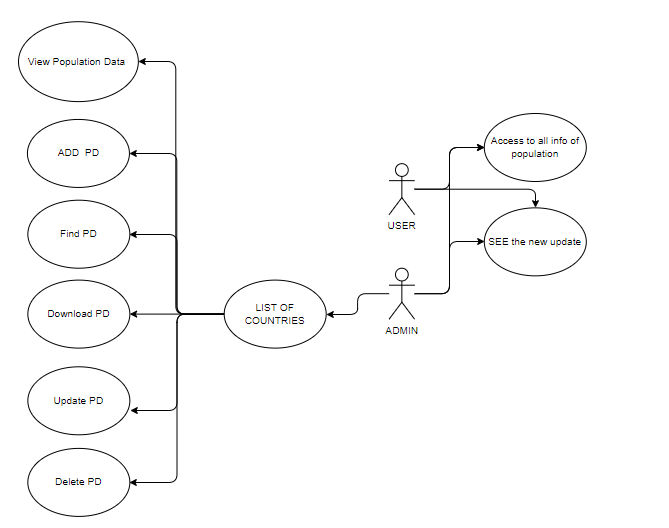 View Population Data
ADD PD
Find PD
Download PD
Update PD
Delete PD
LIST OF
COUNTRIES
USER
ADMIN
Access to all info of
population
SEE the new update